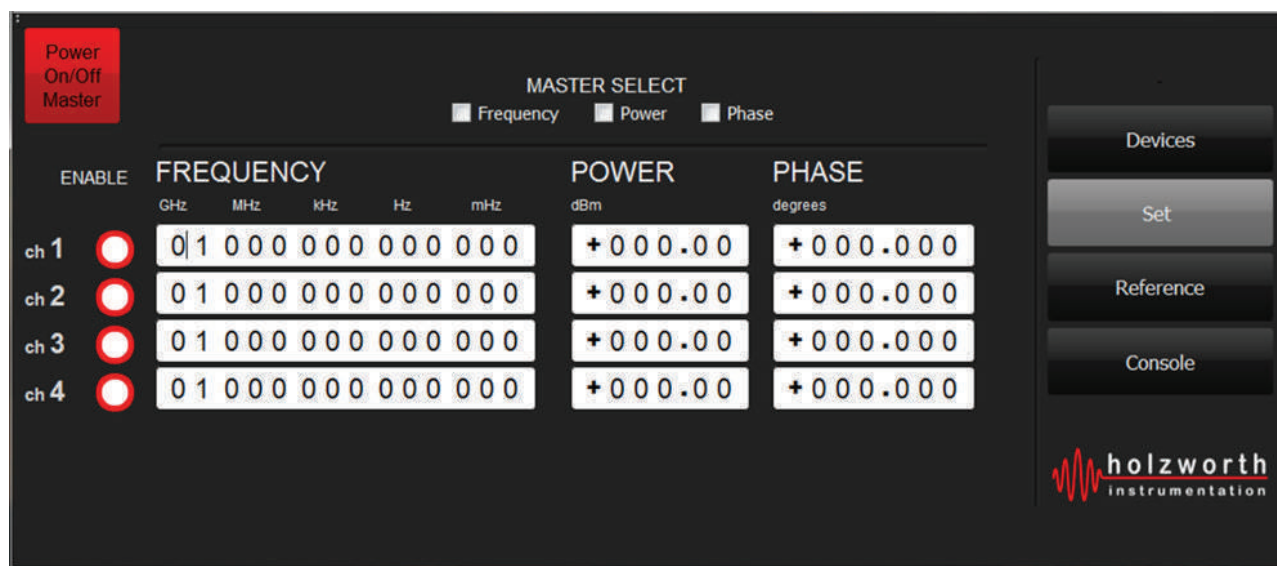 Power
On/Off
Master
MASTER SELECT
Frequency Power Phase
ENABLE FREQUENCY POWER PHASE
GHz MHz kHz Hz mHz dBm degrees
ch 1 01 000 000 000 000 +000.00 +000.000
ch 2 01 000 000 000 000 +000.00 +000.000
ch 3 01 000 000 000 000 +000.00 +000.000
ch 4 01 000 000 000 000 +000.00 +000.000
Devices
Set
Reference
Console
holzworth
instrumentation